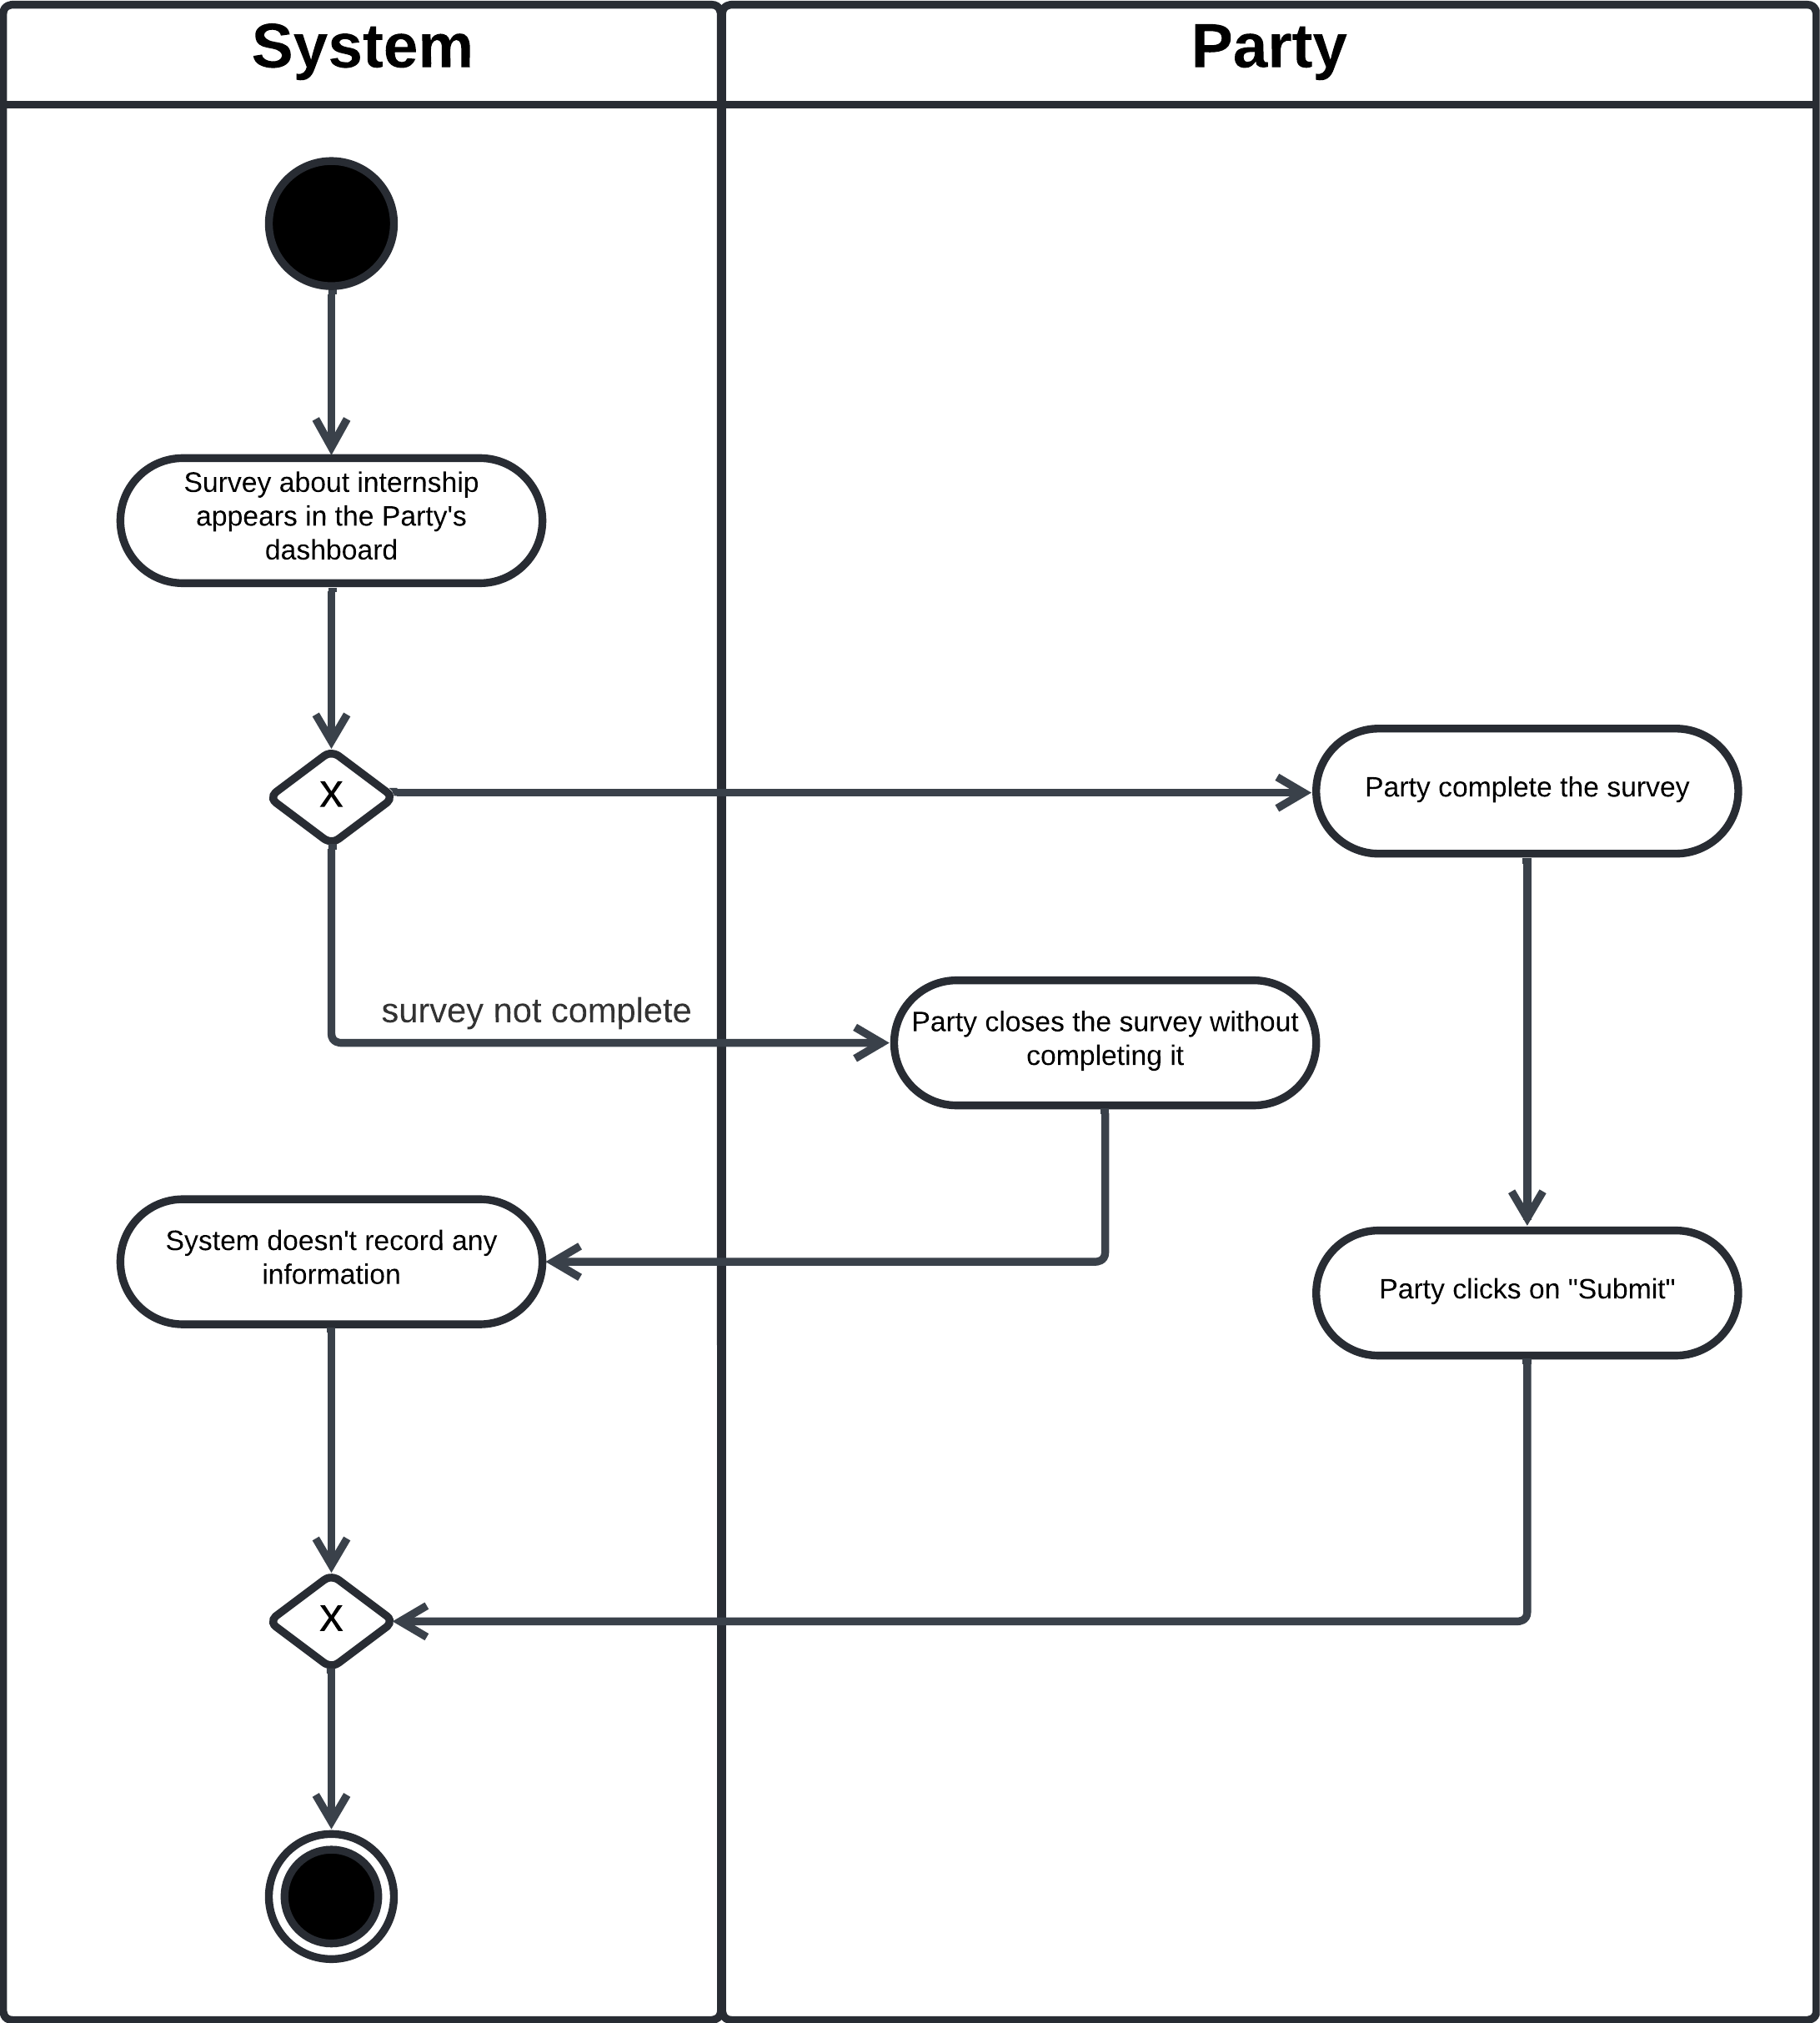 System
Party
Survey about internship
appears in the Party's
dashboard
X
Party complete the survey
survey not complete
Party closes the survey without
completing it
System doesn't record any
information
Party clicks on "Submit"
X